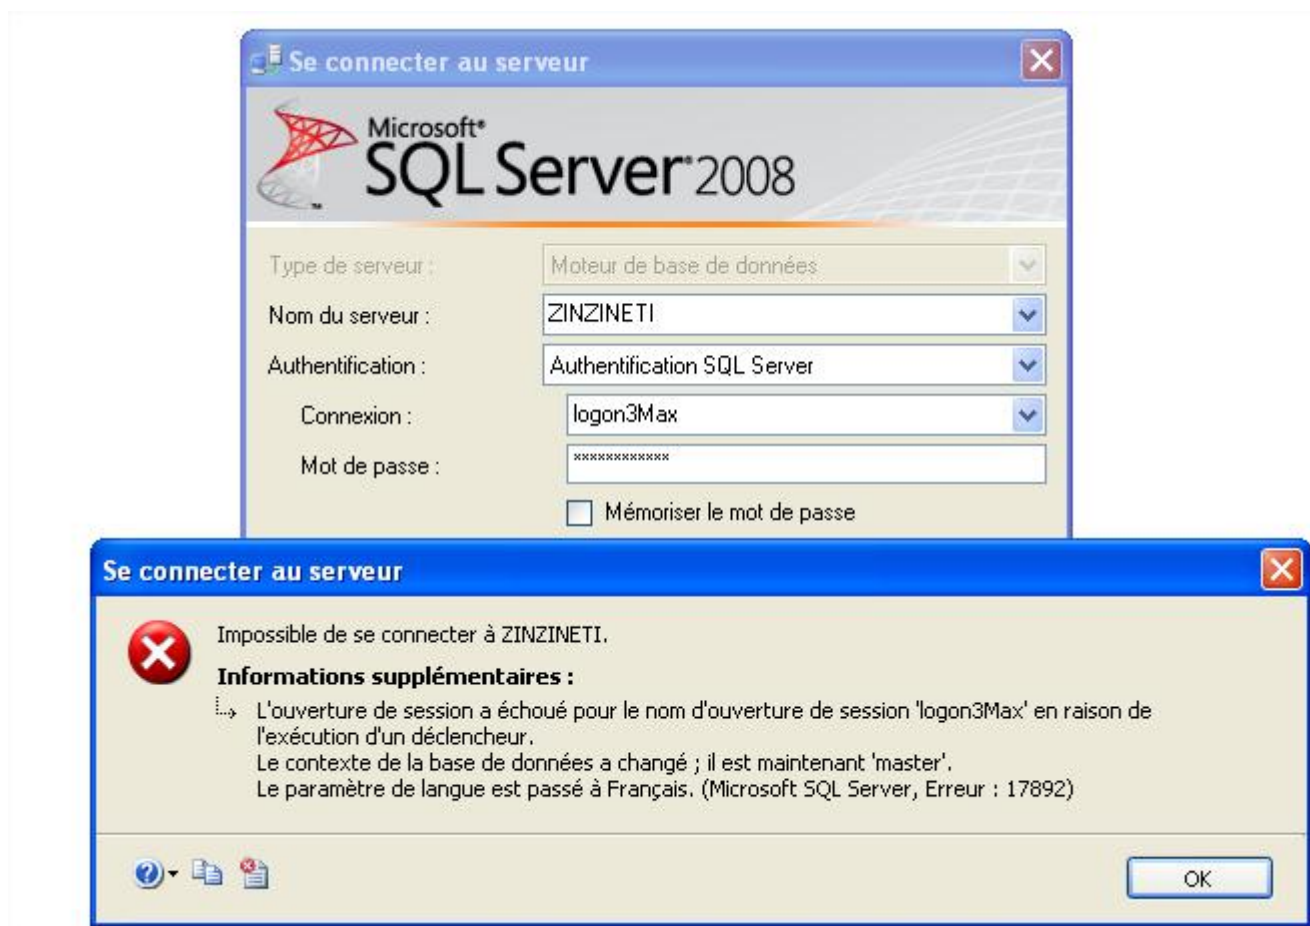 Se connecter au serveur
Microsoft®
SQL Server®2008
Type de serveur :
Moteur de base de données
Nom du serveur :
ZINZINETI
Authentification :
Authentification SQL Server
Connexion :
logon3Max
Mot de passe :
************
Mémoriser le mot de passe
Se connecter au serveur
Impossible de se connecter à ZINZINETI.
Informations supplémentaires :
L'ouverture de session a échoué pour le nom d'ouverture de session 'logon3Max' en raison de
l'exécution d'un déclencheur.
Le contexte de la base de données a changé ; il est maintenant 'master'.
Le paramètre de langue est passé à Français. (Microsoft SQL Server, Erreur : 17892)
OK